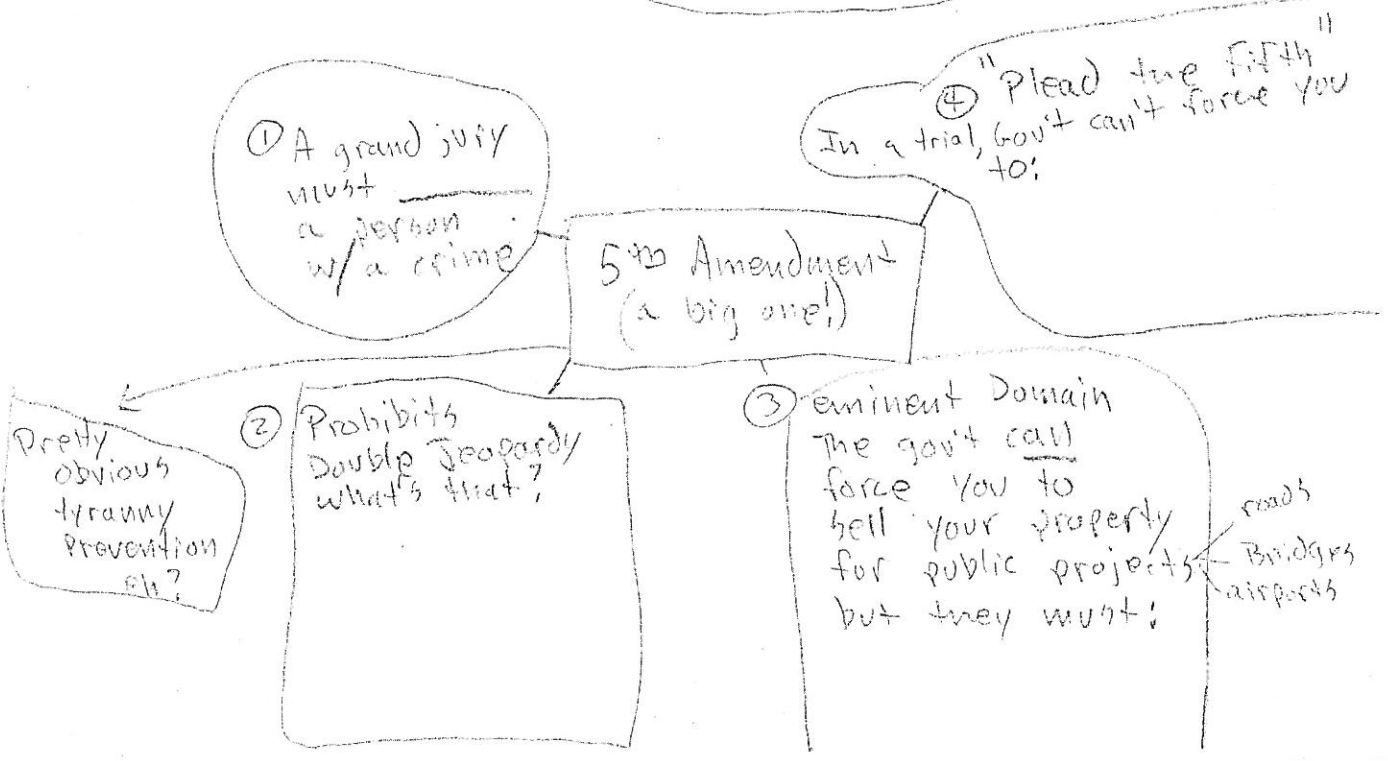 ① A grand jury
must ______
a person
w/ a crime
④ "Plead the Fifth"
In a trial, Gov't can't force you
to:
5th Amendment
(a big one!)
Pretty
obvious
tyranny
Prevention
Eh?
② Prohibits
Double Jeopardy
what's that?
③ eminent Domain
The gov't can
force you to
sell your property
for public projects
but they must:
roads
Bridges
airports